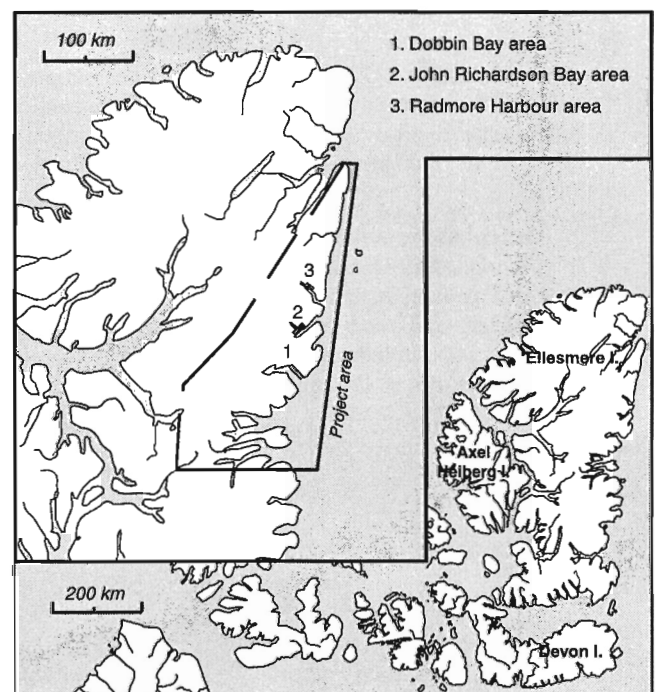 100 km
1. Dobbin Bay area
2. John Richardson Bay area
3. Radmore Harbour area
3
2
1
Project area
Ellesmere I.
Axel
Heiberg I.
200 km
Devon I.